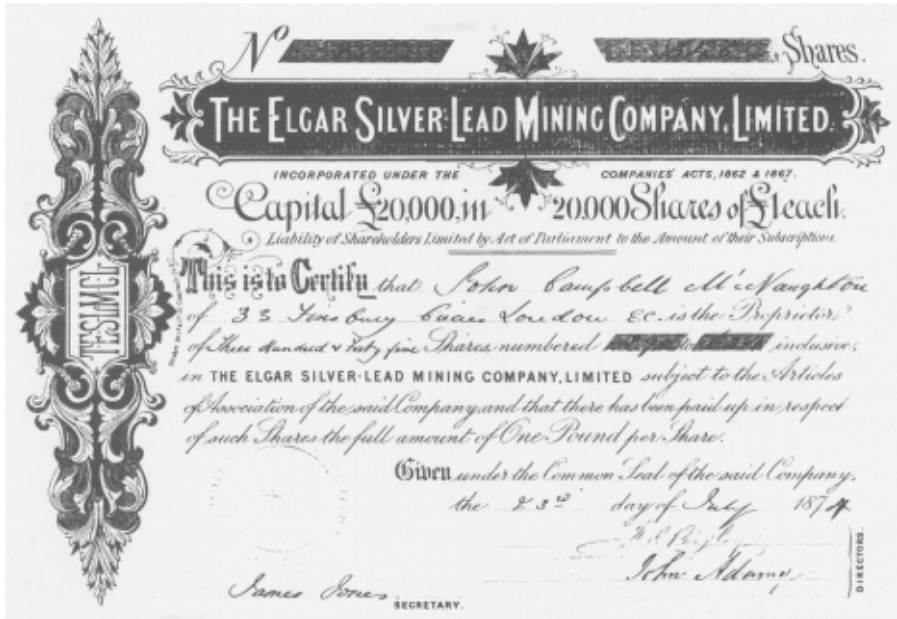 No Shares.
THE ELGAR SILVER-LEAD MINING COMPANY, LIMITED.
INCORPORATED UNDER THE COMPANIES' ACTS, 1862 & 1867.
Capital £20,000, in 20.000 Shares of £1 each.
Liability of Shareholders Limited by Act of Parliament to the Amount of their Subscriptions.
This is to Certify that John Campbell McNaughton
of 33 Finsbury London E.C. is the Proprietor
of Three Hundred & Forty five Shares, numbered to inclusive,
in THE ELGAR SILVER-LEAD MINING COMPANY, LIMITED subject to the Articles
of Association of the said Company, and that there has been paid up in respect
of such Shares the full amount of One Pound per Share.
Given under the Common Seal of the said Company.
the 23rd day of July 1874
John Adams
DIRECTORS.
James Jones
SECRETARY.
TESLMCL